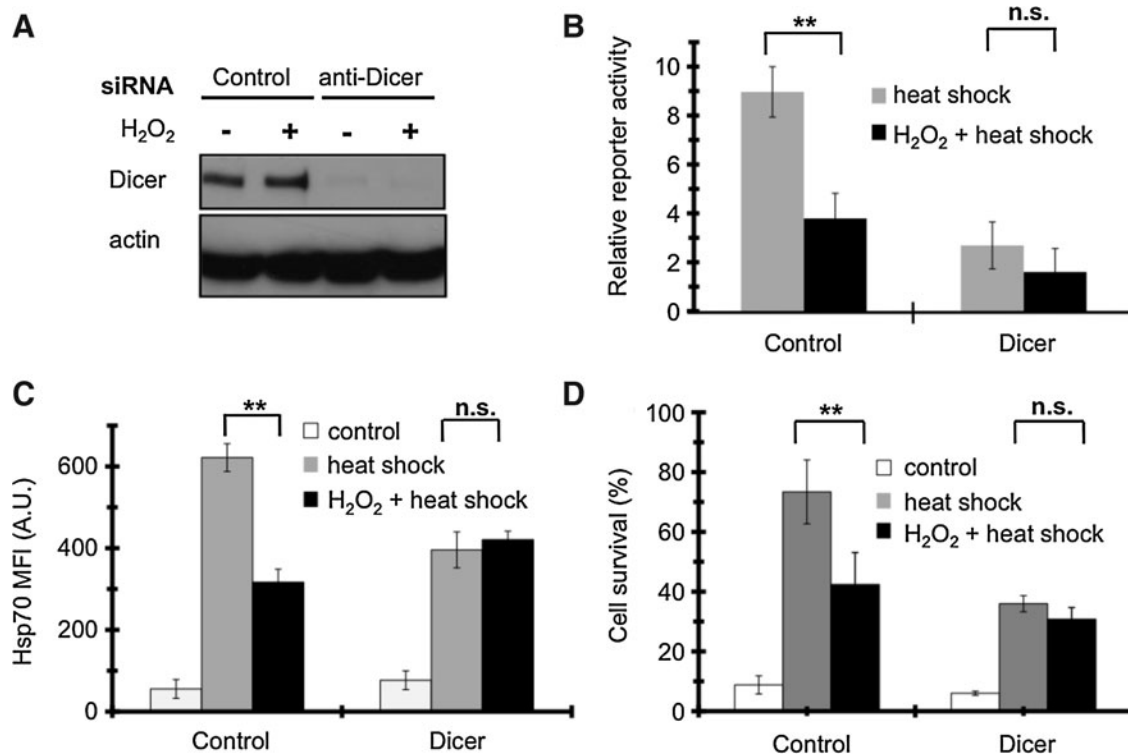 A
siRNA Control anti-Dicer
H₂O₂ - + - +
Dicer
actin
B
Relative reporter activity
10
8
6
4
2
0
** n.s.
heat shock
H₂O₂ + heat shock
Control Dicer
C
Hsp70 MFI (A.U.)
600
400
200
0
** n.s.
control
heat shock
H₂O₂ + heat shock
Control Dicer
D
Cell survival (%)
100
80
60
40
20
0
** n.s.
control
heat shock
H₂O₂ + heat shock
Control Dicer